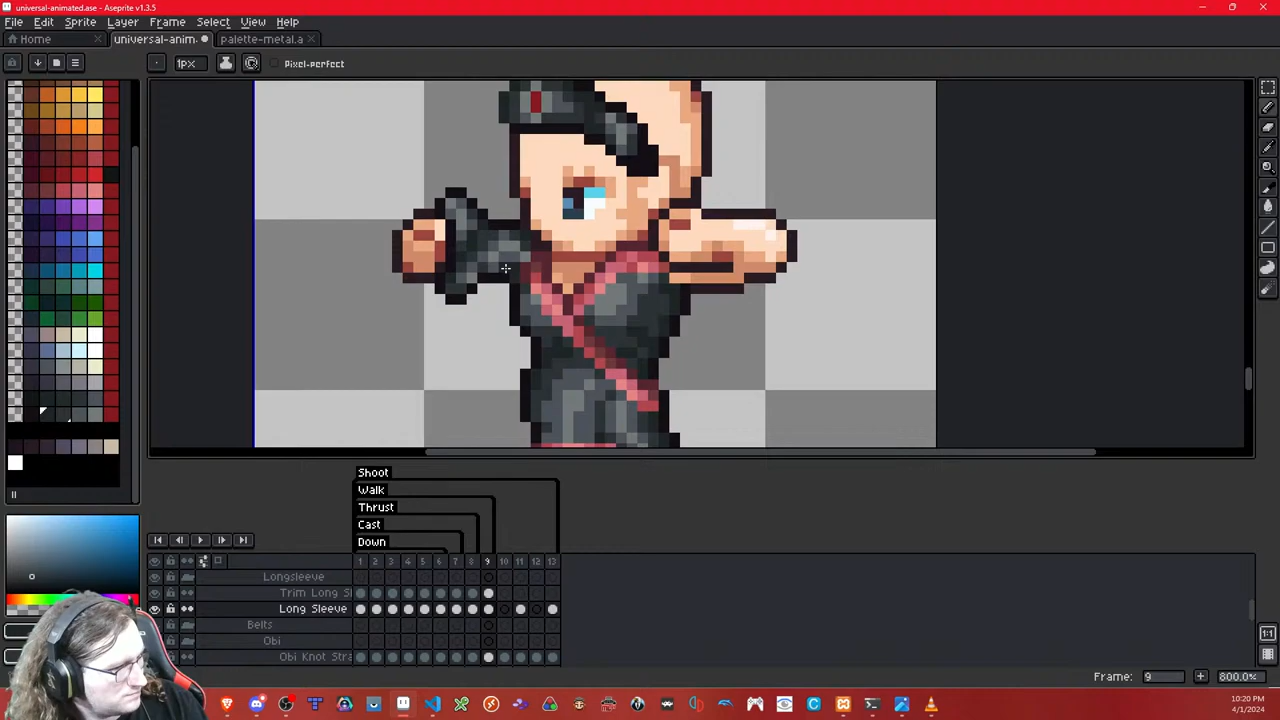 universal-animated.ase - Aseprite v1.3.5
File Edit Sprite Layer Frame Select View Help
Home universal-anim. palette-metal.a
1px Pixel-perfect
Shoot
Walk
Thrust
Cast
Down
1 2 3 4 5 6 7 8 9 10 11 12 13
Longsleeve
Trim Long S
Long Sleeve
Belts
Obi
Obi Knot Stra
1:1
Frame: 9 800.0%
10:20 PM
4/1/2024